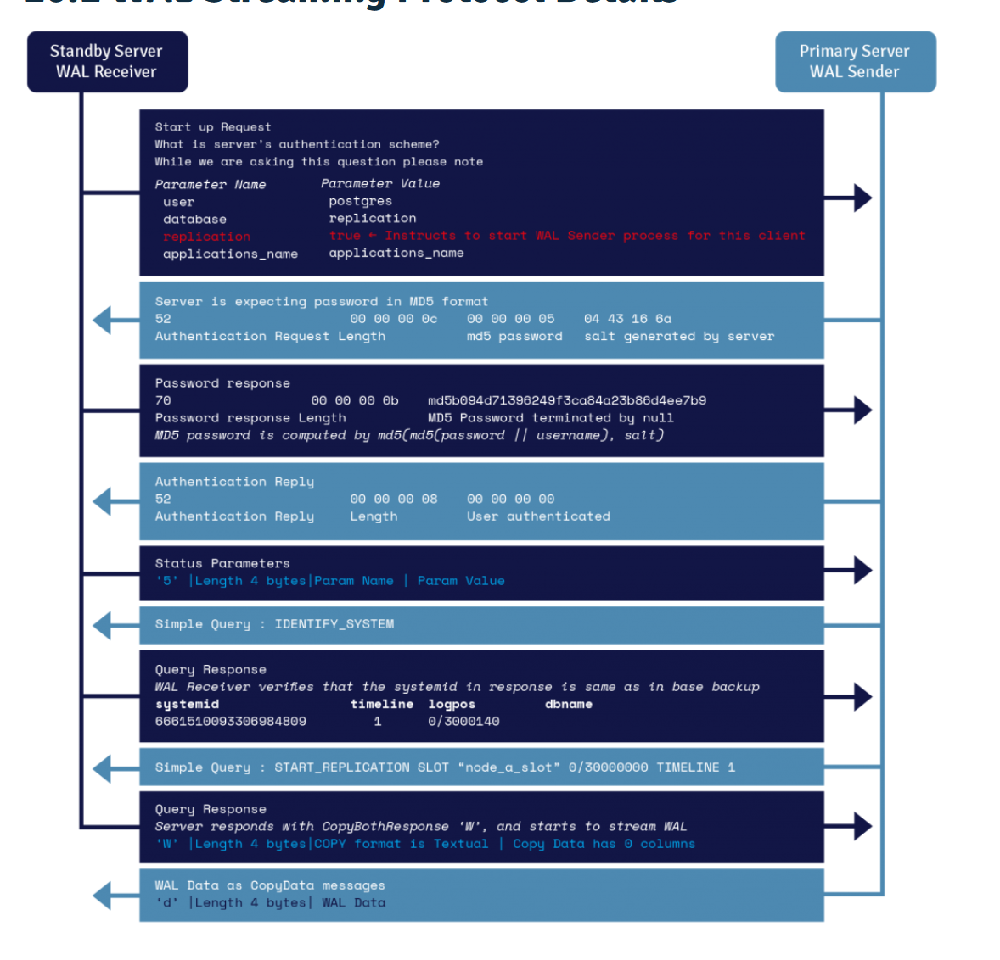 WAL Streaming Protocol Details
Standby Server
WAL Receiver
Primary Server
WAL Sender
Start up Request
What is server's authentication scheme?
While we are asking this question please note
Parameter Name Parameter Value
user postgres
database replication
replication true ← Instructs to start WAL Sender process for this client
applications_name applications_name
Server is expecting password in MD5 format
52 00 00 00 0c 00 00 00 05 04 43 16 6a
Authentication Request Length md5 password salt generated by server
Password response
70 00 00 00 0b md5b094d71396249f3ca84a23b86d4ee7b9
Password response Length MD5 Password terminated by null
MD5 password is computed by md5(md5(password || username), salt)
Authentication Reply
52 00 00 00 08 00 00 00 00
Authentication Reply Length User authenticated
Status Parameters
‘5’ |Length 4 bytes|Param Name | Param Value
Simple Query : IDENTIFY_SYSTEM
Query Response
WAL Receiver verifies that the systemid in response is same as in base backup
systemid timeline logpos dbname
6661510093306984809 1 0/3000140
Simple Query : START_REPLICATION SLOT “node_a_slot” 0/30000000 TIMELINE 1
Query Response
Server responds with CopyBothResponse ‘W’, and starts to stream WAL
‘W’ |Length 4 bytes|COPY format is Textual | Copy Data has 0 columns
WAL Data as CopyData messages
‘d’ |Length 4 bytes| WAL Data